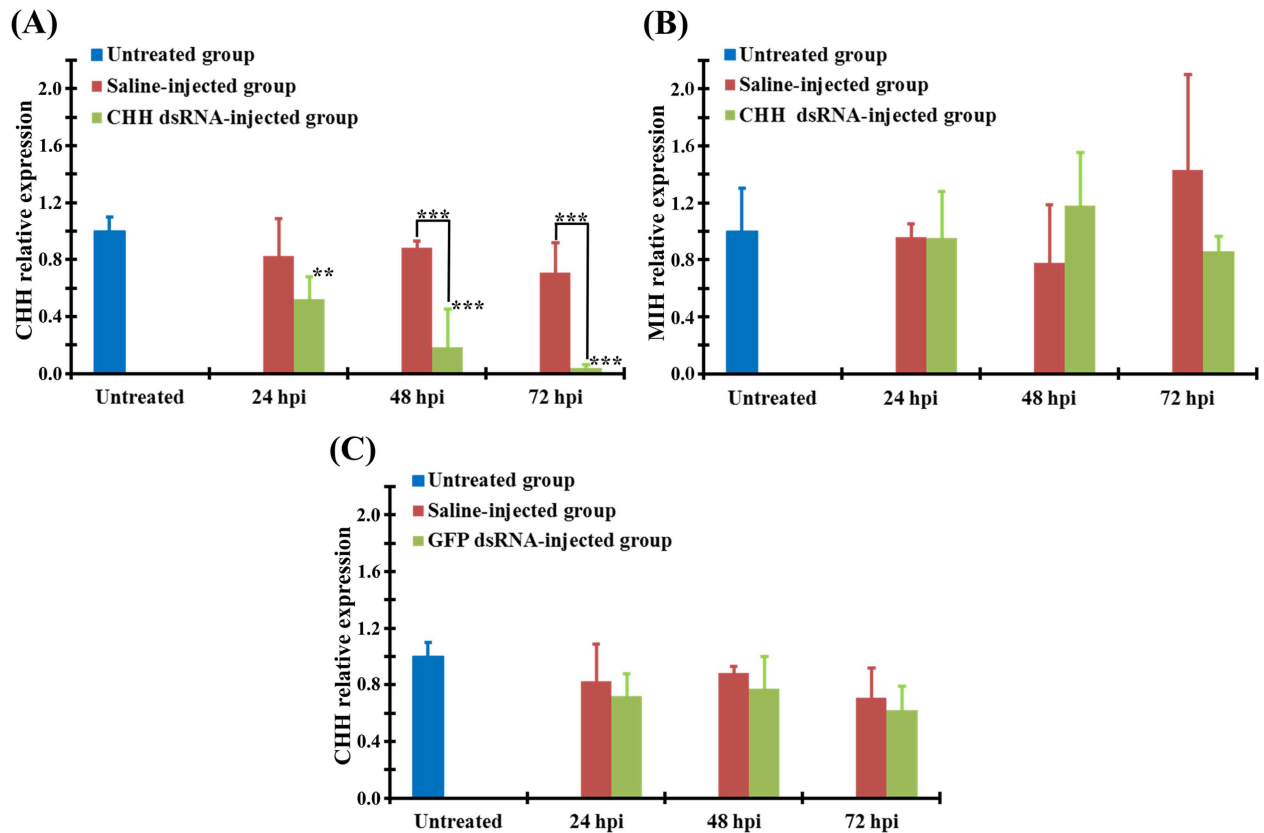 (A)
Untreated group
Saline-injected group
CHH dsRNA-injected group
CHH relative expression
2.0
1.6
1.2
0.8
0.4
0.0
**
***
***
***
***
Untreated
24 hpi
48 hpi
72 hpi
(B)
Untreated group
Saline-injected group
CHH dsRNA-injected group
MIH relative expression
2.0
1.6
1.2
0.8
0.4
0.0
Untreated
24 hpi
48 hpi
72 hpi
(C)
Untreated group
Saline-injected group
GFP dsRNA-injected group
CHH relative expression
2.0
1.6
1.2
0.8
0.4
0.0
Untreated
24 hpi
48 hpi
72 hpi